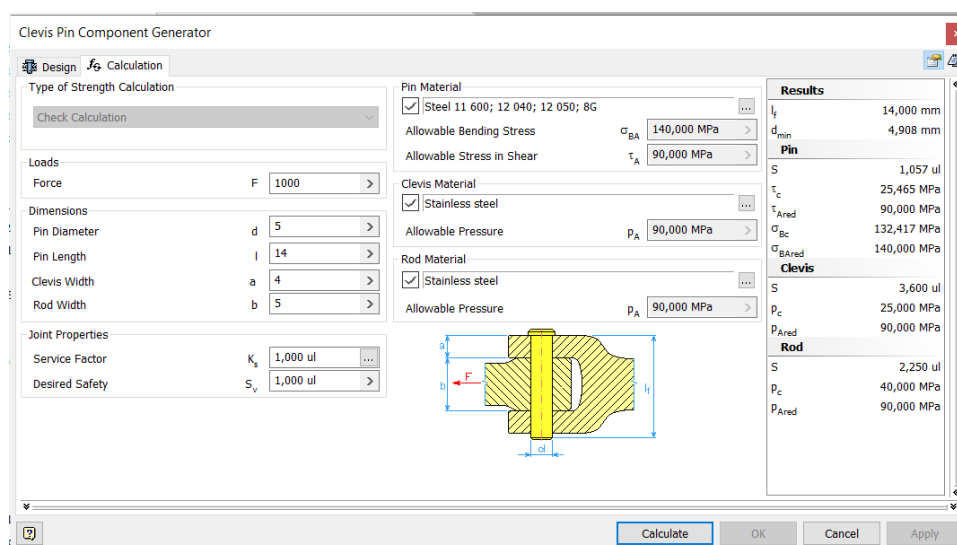 Clevis Pin Component Generator
Design
Calculation
Type of Strength Calculation
Check Calculation
Loads
Force F 1000
Dimensions
Pin Diameter d 5
Pin Length l 14
Clevis Width a 4
Rod Width b 5
Joint Properties
Service Factor Ks 1,000 ul ...
Desired Safety Sv 1,000 ul
Pin Material
Steel 11 600; 12 040; 12 050; 8G ...
Allowable Bending Stress σBA 140,000 MPa
Allowable Stress in Shear τA 90,000 MPa
Clevis Material
Stainless steel ...
Allowable Pressure pA 90,000 MPa
Rod Material
Stainless steel ...
Allowable Pressure pA 90,000 MPa
a
b
F
lf
d
Results
lf 14,000 mm
dmin 4,908 mm
Pin
S 1,057 ul
τc 25,465 MPa
τAred 90,000 MPa
σBc 132,417 MPa
σBAred 140,000 MPa
Clevis
S 3,600 ul
pc 25,000 MPa
pAred 90,000 MPa
Rod
S 2,250 ul
pc 40,000 MPa
pAred 90,000 MPa
Calculate
OK
Cancel
Apply